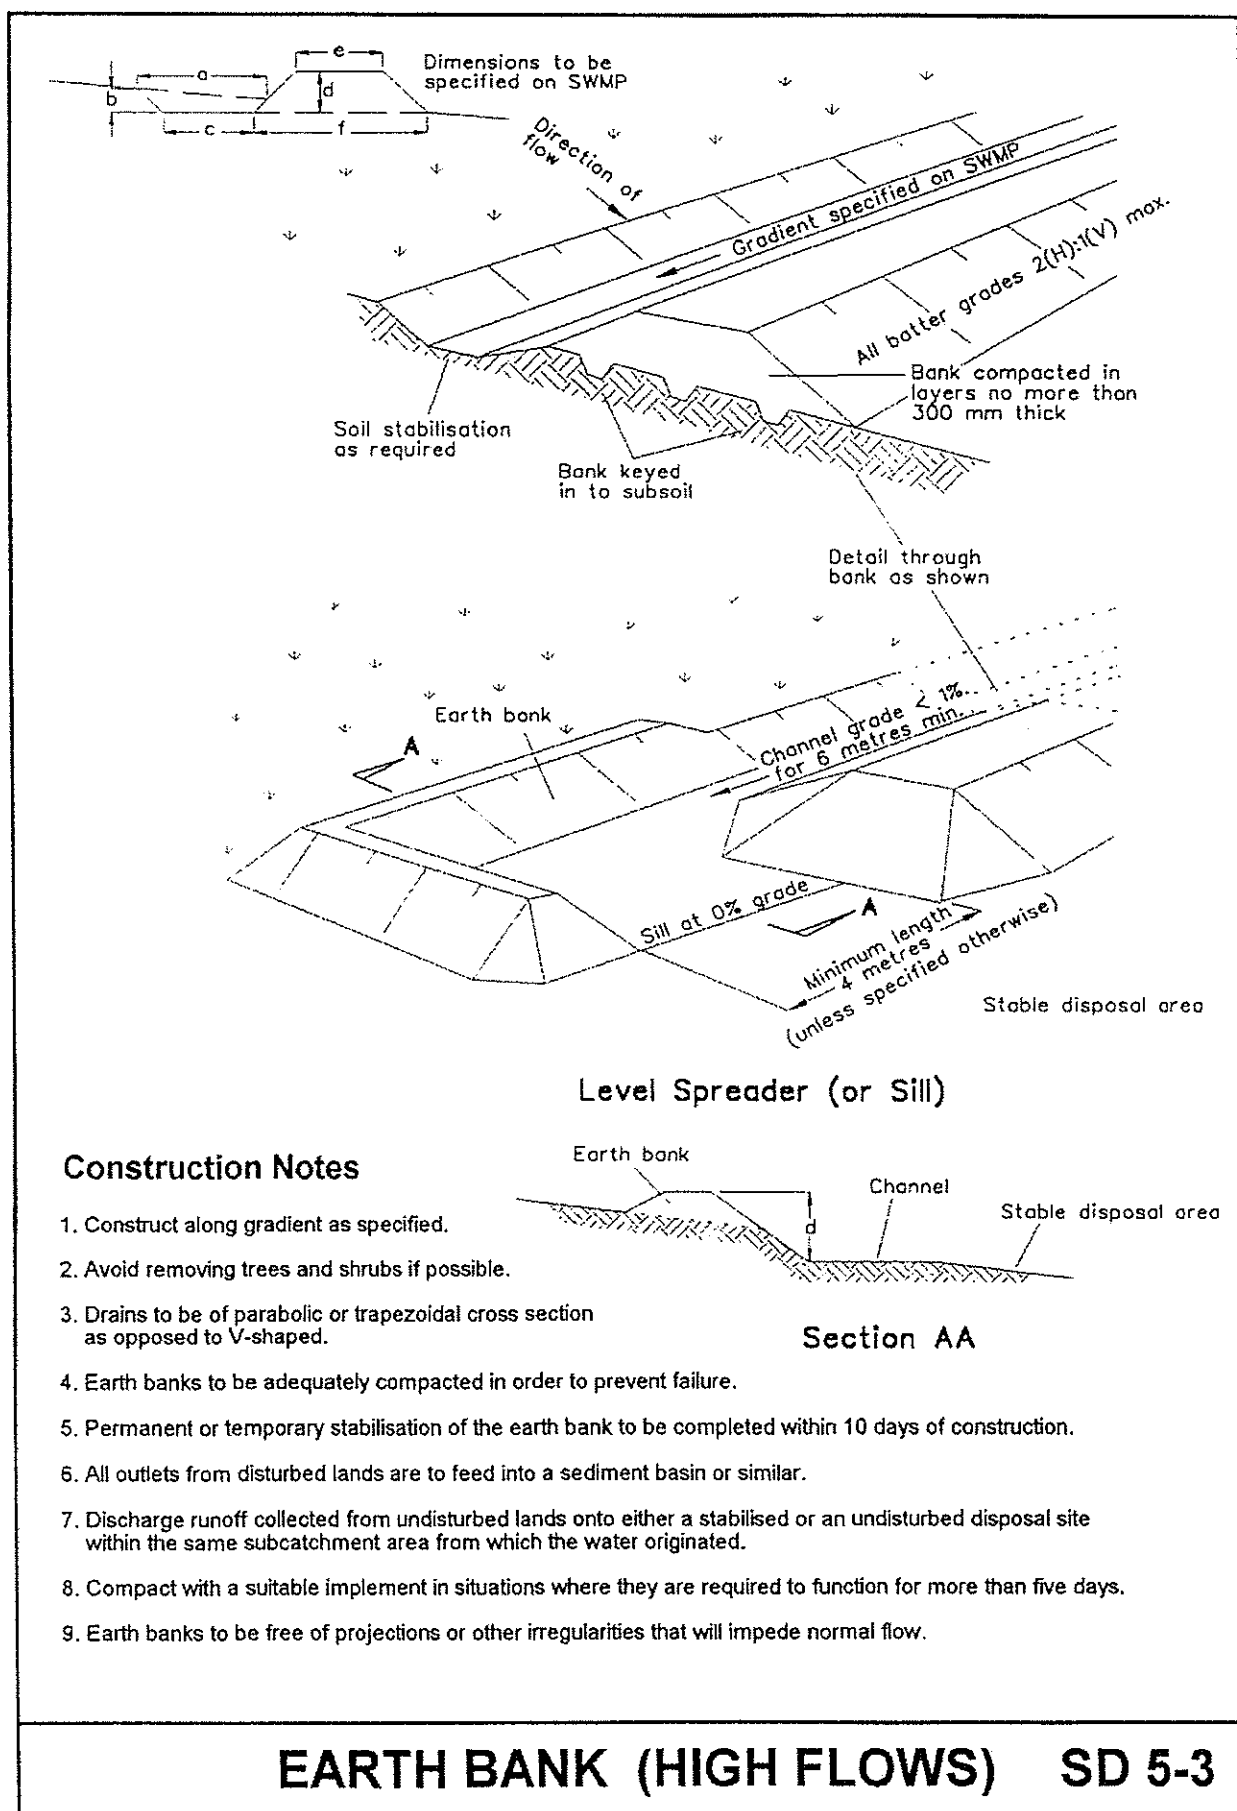 e
Dimensions to be
specified on SWMP
a
b
d
c
f
Direction of
flow
Gradient specified on SWMP
All batter grades 2(H):1(V) max.
Bank compacted in
layers no more than
300 mm thick
Soil stabilisation
as required
Bank keyed
in to subsoil
Detail through
bank as shown
Earth bank
A
Channel grade < 1%
for 6 metres min.
Sill at 0% grade
A
Minimum length
4 metres
(unless specified otherwise)
Stable disposal area
Level Spreader (or Sill)
Construction Notes
Earth bank
Channel
Stable disposal area
d
Section AA
1. Construct along gradient as specified.
2. Avoid removing trees and shrubs if possible.
3. Drains to be of parabolic or trapezoidal cross section
as opposed to V-shaped.
4. Earth banks to be adequately compacted in order to prevent failure.
5. Permanent or temporary stabilisation of the earth bank to be completed within 10 days of construction.
6. All outlets from disturbed lands are to feed into a sediment basin or similar.
7. Discharge runoff collected from undisturbed lands onto either a stabilised or an undisturbed disposal site
within the same subcatchment area from which the water originated.
8. Compact with a suitable implement in situations where they are required to function for more than five days.
9. Earth banks to be free of projections or other irregularities that will impede normal flow.
EARTH BANK (HIGH FLOWS) SD 5-3